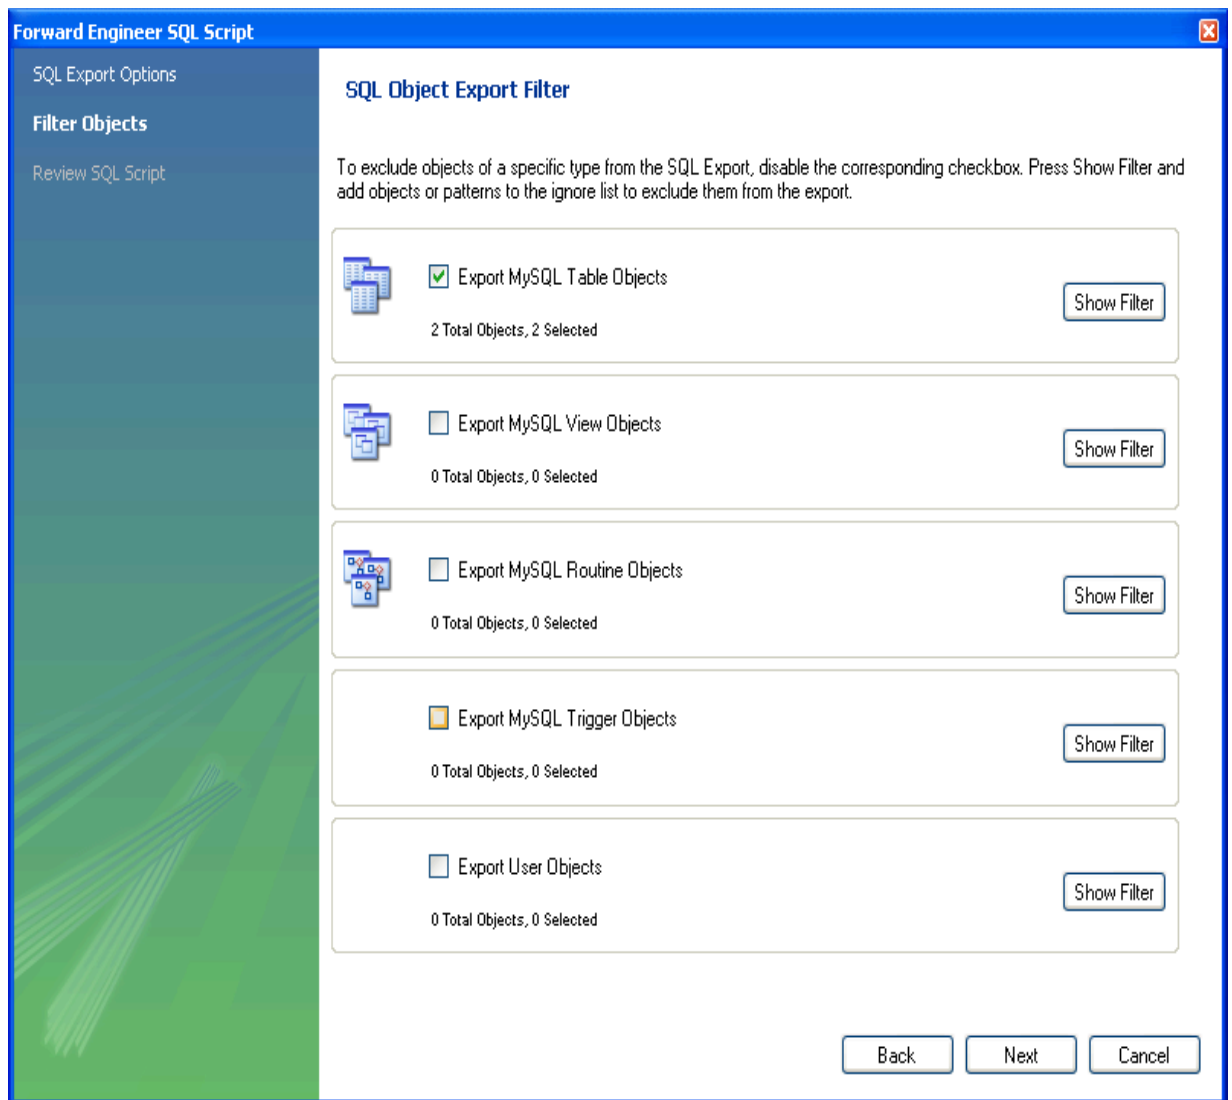 Forward Engineer SQL Script
SQL Export Options
Filter Objects
Review SQL Script
SQL Object Export Filter
To exclude objects of a specific type from the SQL Export, disable the corresponding checkbox. Press Show Filter and
add objects or patterns to the ignore list to exclude them from the export.
Export MySQL Table Objects
Show Filter
2 Total Objects, 2 Selected
Export MySQL View Objects
Show Filter
0 Total Objects, 0 Selected
Export MySQL Routine Objects
Show Filter
0 Total Objects, 0 Selected
Export MySQL Trigger Objects
Show Filter
0 Total Objects, 0 Selected
Export User Objects
Show Filter
0 Total Objects, 0 Selected
Back Next Cancel